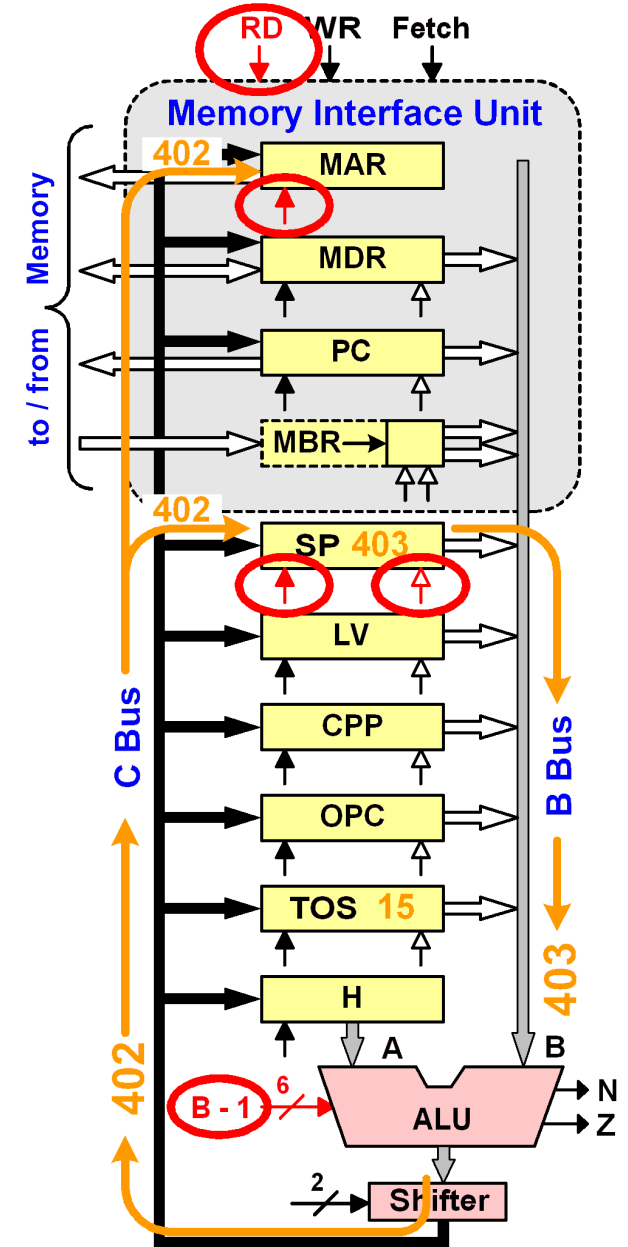 RD WR Fetch
Memory Interface Unit
402
MAR
MDR
PC
MBR
to / from Memory
402
SP 403
LV
C Bus
CPP
B Bus
OPC
TOS 15
403
H
A
B
402
B - 1
6
ALU
N
Z
2
Shifter